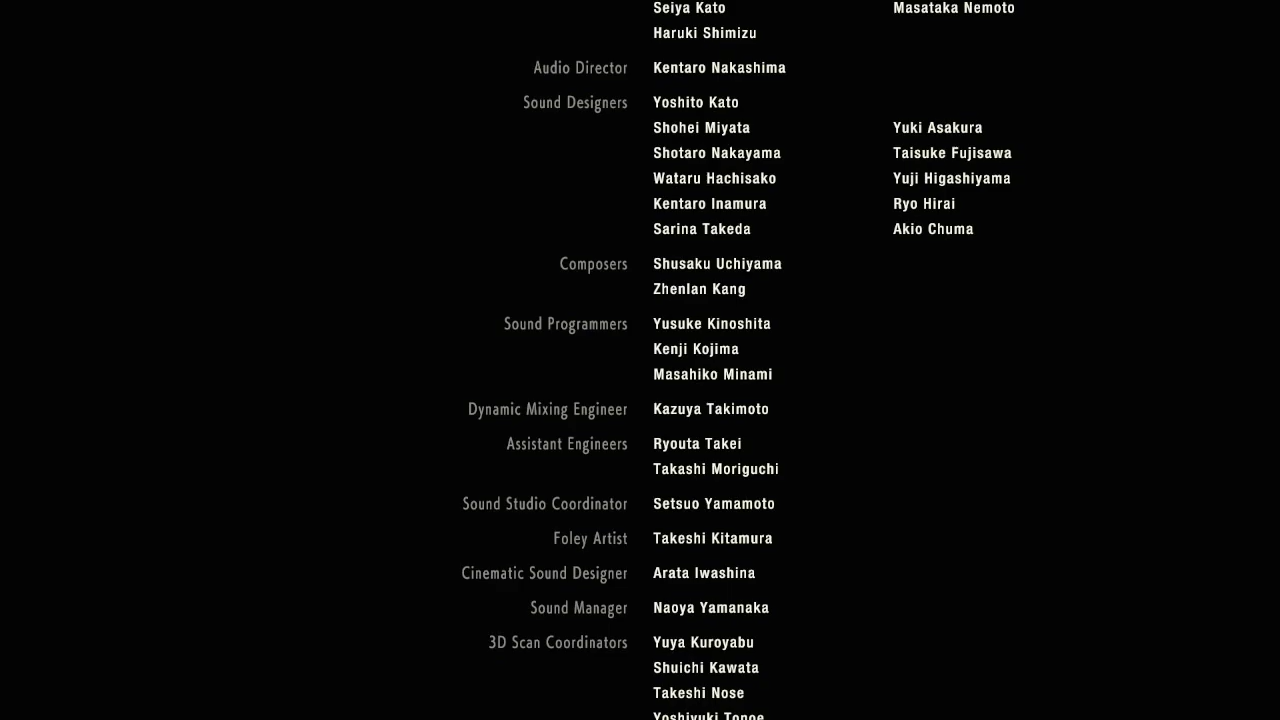 Seiya Kato Masataka Nemoto
Haruki Shimizu
Audio Director Kentaro Nakashima
Sound Designers Yoshito Kato
Shohei Miyata Yuki Asakura
Shotaro Nakayama Taisuke Fujisawa
Wataru Hachisako Yuji Higashiyama
Kentaro Inamura Ryo Hirai
Sarina Takeda Akio Chuma
Composers Shusaku Uchiyama
Zhenlan Kang
Sound Programmers Yusuke Kinoshita
Kenji Kojima
Masahiko Minami
Dynamic Mixing Engineer Kazuya Takimoto
Assistant Engineers Ryouta Takei
Takashi Moriguchi
Sound Studio Coordinator Setsuo Yamamoto
Foley Artist Takeshi Kitamura
Cinematic Sound Designer Arata Iwashina
Sound Manager Naoya Yamanaka
3D Scan Coordinators Yuya Kuroyabu
Shuichi Kawata
Takeshi Nose
Yoshiyuki Tonoe